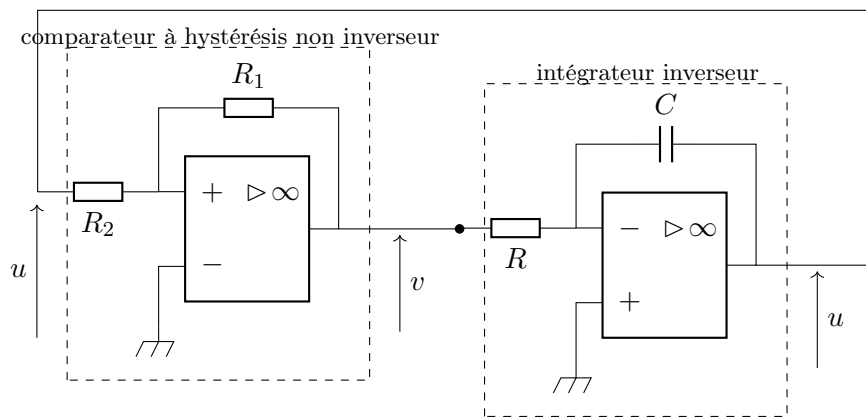 comparateur à hystérésis non inverseur
intégrateur inverseur
R₁
C
+ ▷ ∞
R₂
−
− ▷ ∞
R
+
u
v
u